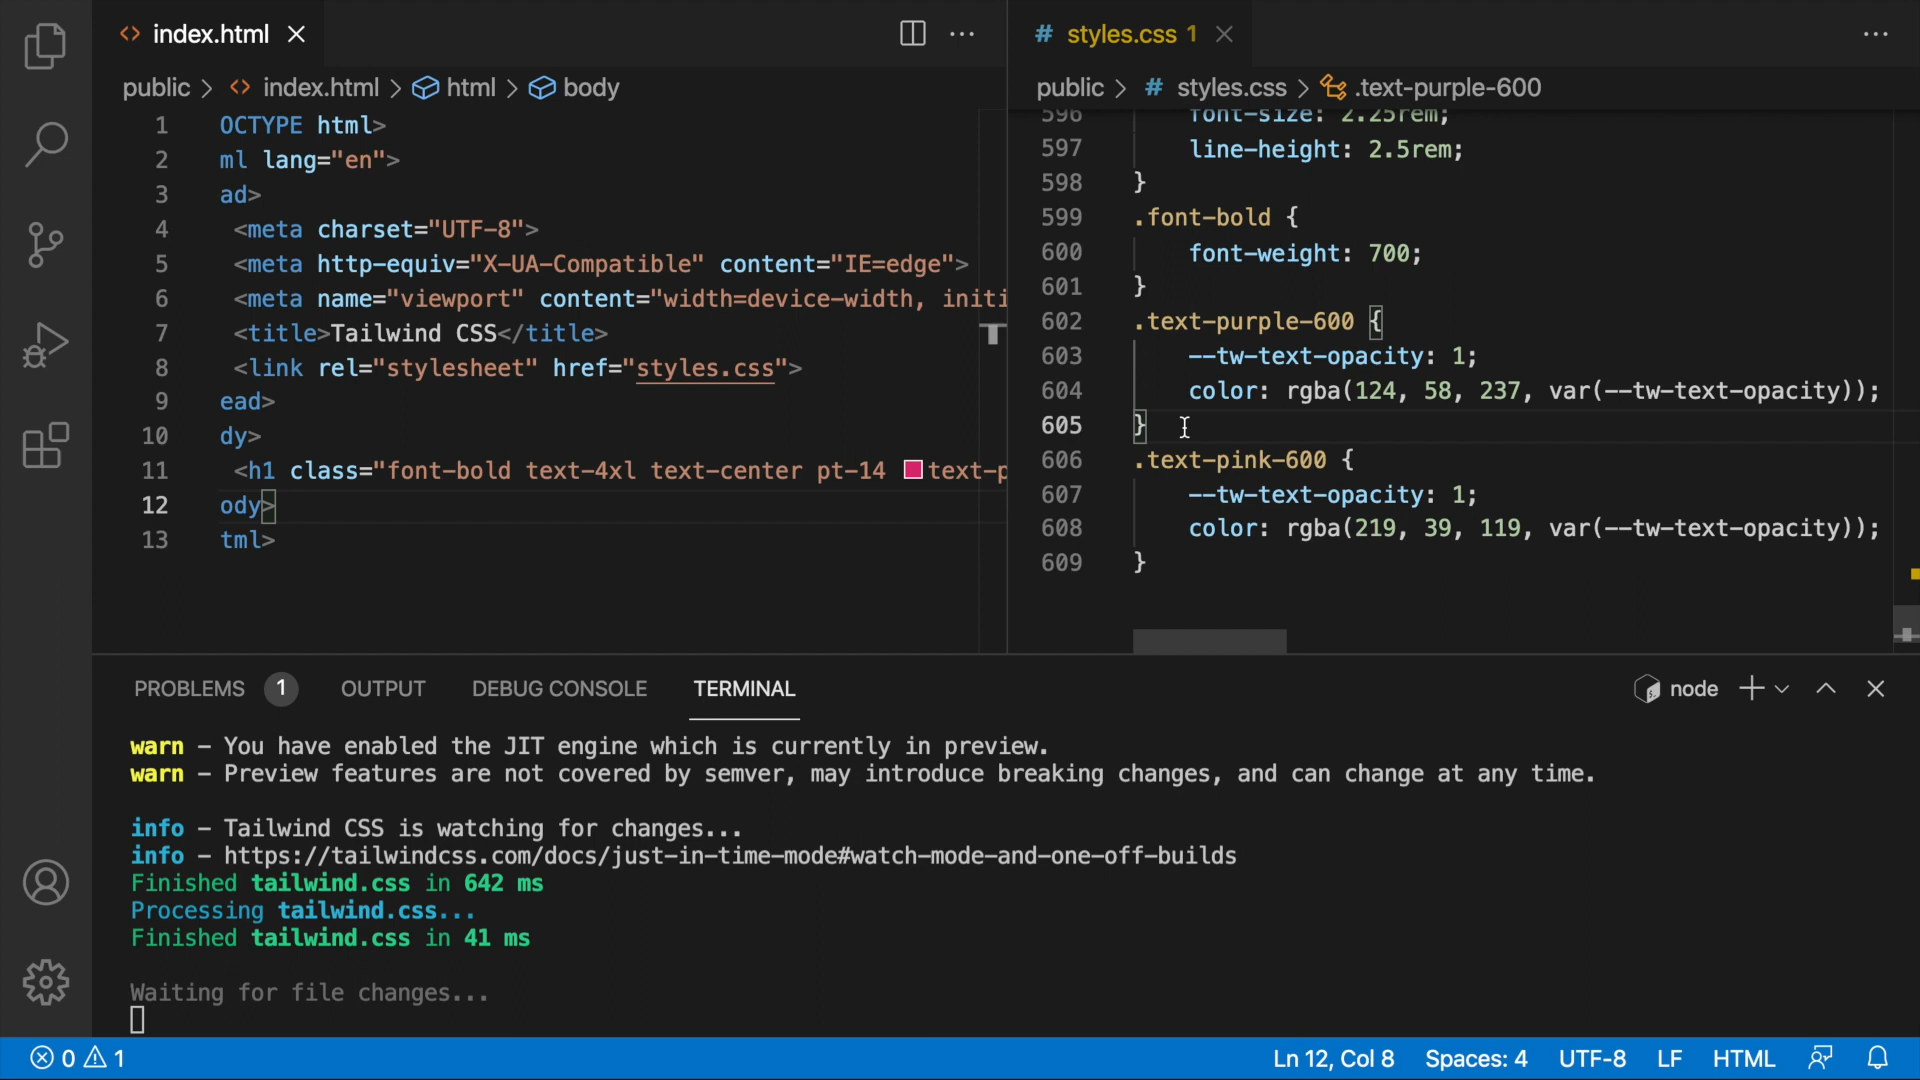 index.html
public > index.html > html > body
1 OCTYPE html>
2 ml lang="en">
3 ad>
4 <meta charset="UTF-8">
5 <meta http-equiv="X-UA-Compatible" content="IE=edge">
6 <meta name="viewport" content="width=device-width, initi
7 <title>Tailwind CSS</title>
8 <link rel="stylesheet" href="styles.css">
9 ead>
10 dy>
11 <h1 class="font-bold text-4xl text-center pt-14 text-p
12 ody>
13 tml>
# styles.css 1
public > # styles.css > .text-purple-600
596 font-size: 2.25rem;
597 line-height: 2.5rem;
598 }
599 .font-bold {
600 font-weight: 700;
601 }
602 .text-purple-600 {
603 --tw-text-opacity: 1;
604 color: rgba(124, 58, 237, var(--tw-text-opacity));
605 }
606 .text-pink-600 {
607 --tw-text-opacity: 1;
608 color: rgba(219, 39, 119, var(--tw-text-opacity));
609 }
PROBLEMS 1 OUTPUT DEBUG CONSOLE TERMINAL node
warn - You have enabled the JIT engine which is currently in preview.
warn - Preview features are not covered by semver, may introduce breaking changes, and can change at any time.
info - Tailwind CSS is watching for changes...
info - https://tailwindcss.com/docs/just-in-time-mode#watch-mode-and-one-off-builds
Finished tailwind.css in 642 ms
Processing tailwind.css...
Finished tailwind.css in 41 ms
Waiting for file changes...
0 1 Ln 12, Col 8 Spaces: 4 UTF-8 LF HTML